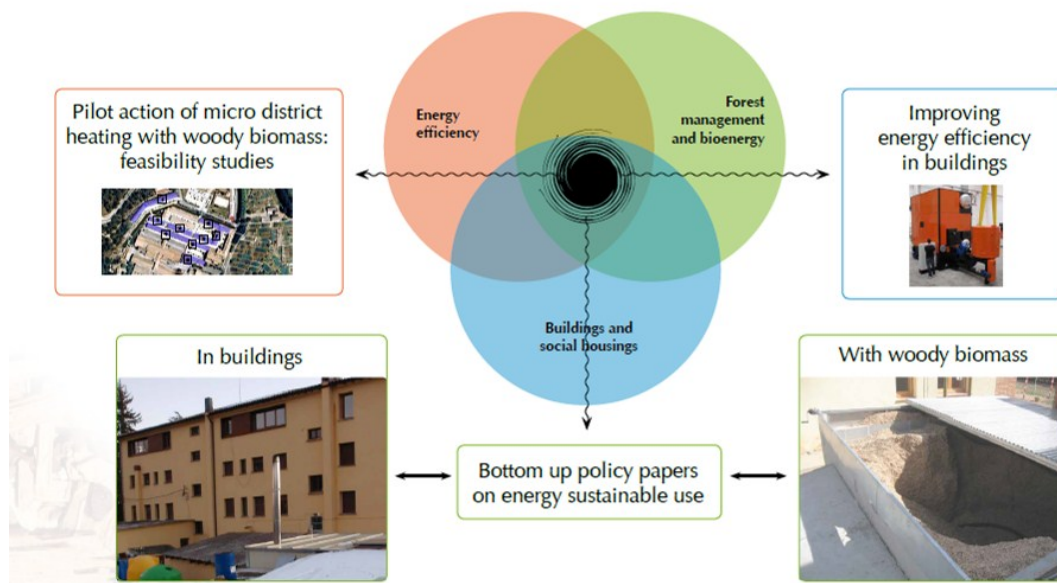 Pilot action of micro district
heating with woody biomass:
feasibility studies
Energy
efficiency
Forest
management
and bioenergy
Improving
energy efficiency
in buildings
Buildings and
social housings
In buildings
Bottom up policy papers
on energy sustainable use
With woody biomass